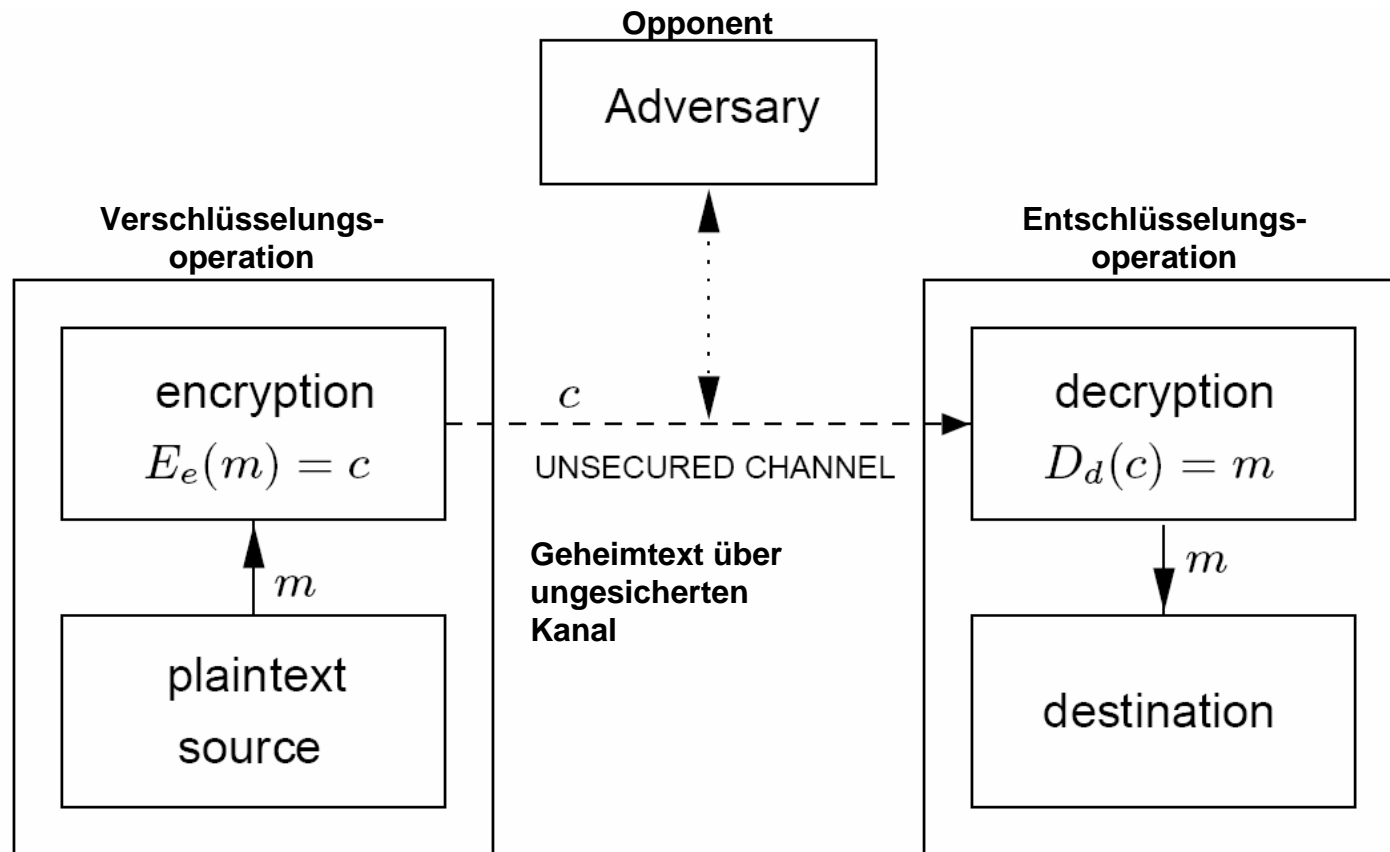 Opponent
Adversary
Verschlüsselungs-
operation
encryption
E_e(m) = c
m
plaintext
source
c
UNSECURED CHANNEL
Geheimtext über
ungesicherten
Kanal
Entschlüsselungs-
operation
decryption
D_d(c) = m
m
destination